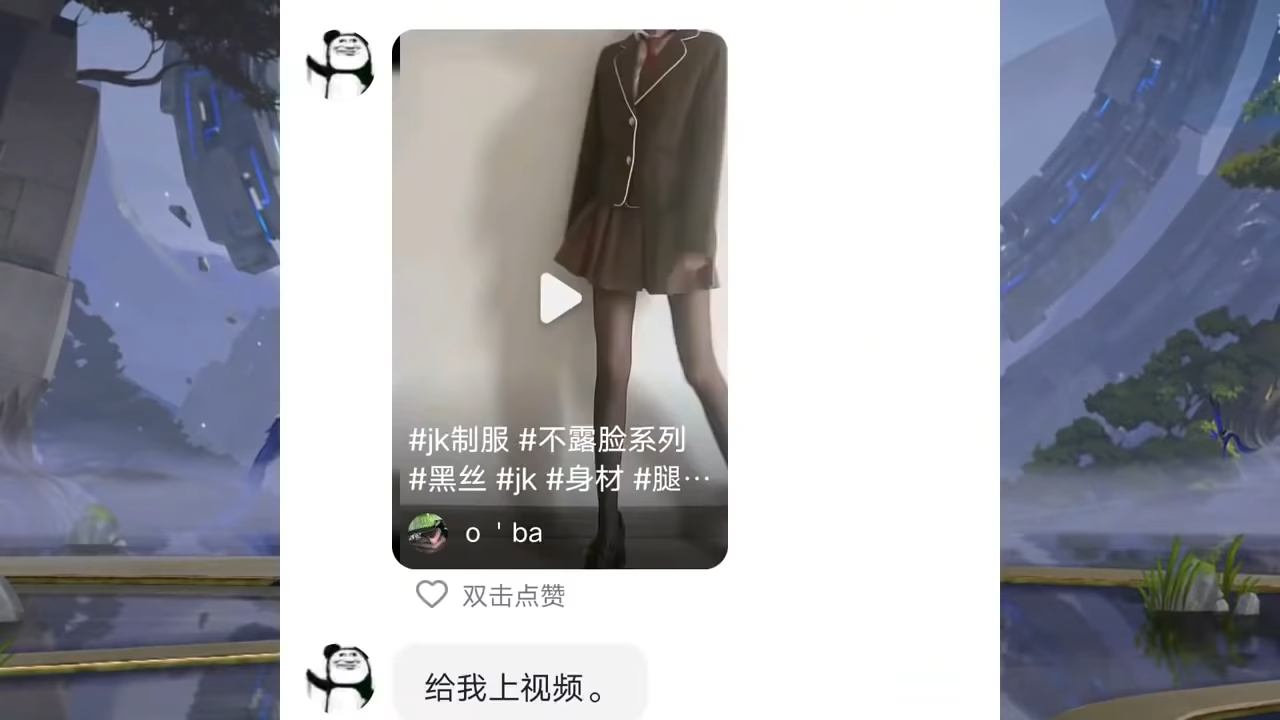 #jk制服 #不露脸系列
#黑丝 #jk #身材 #腿…
o ' ba
双击点赞
给我上视频。